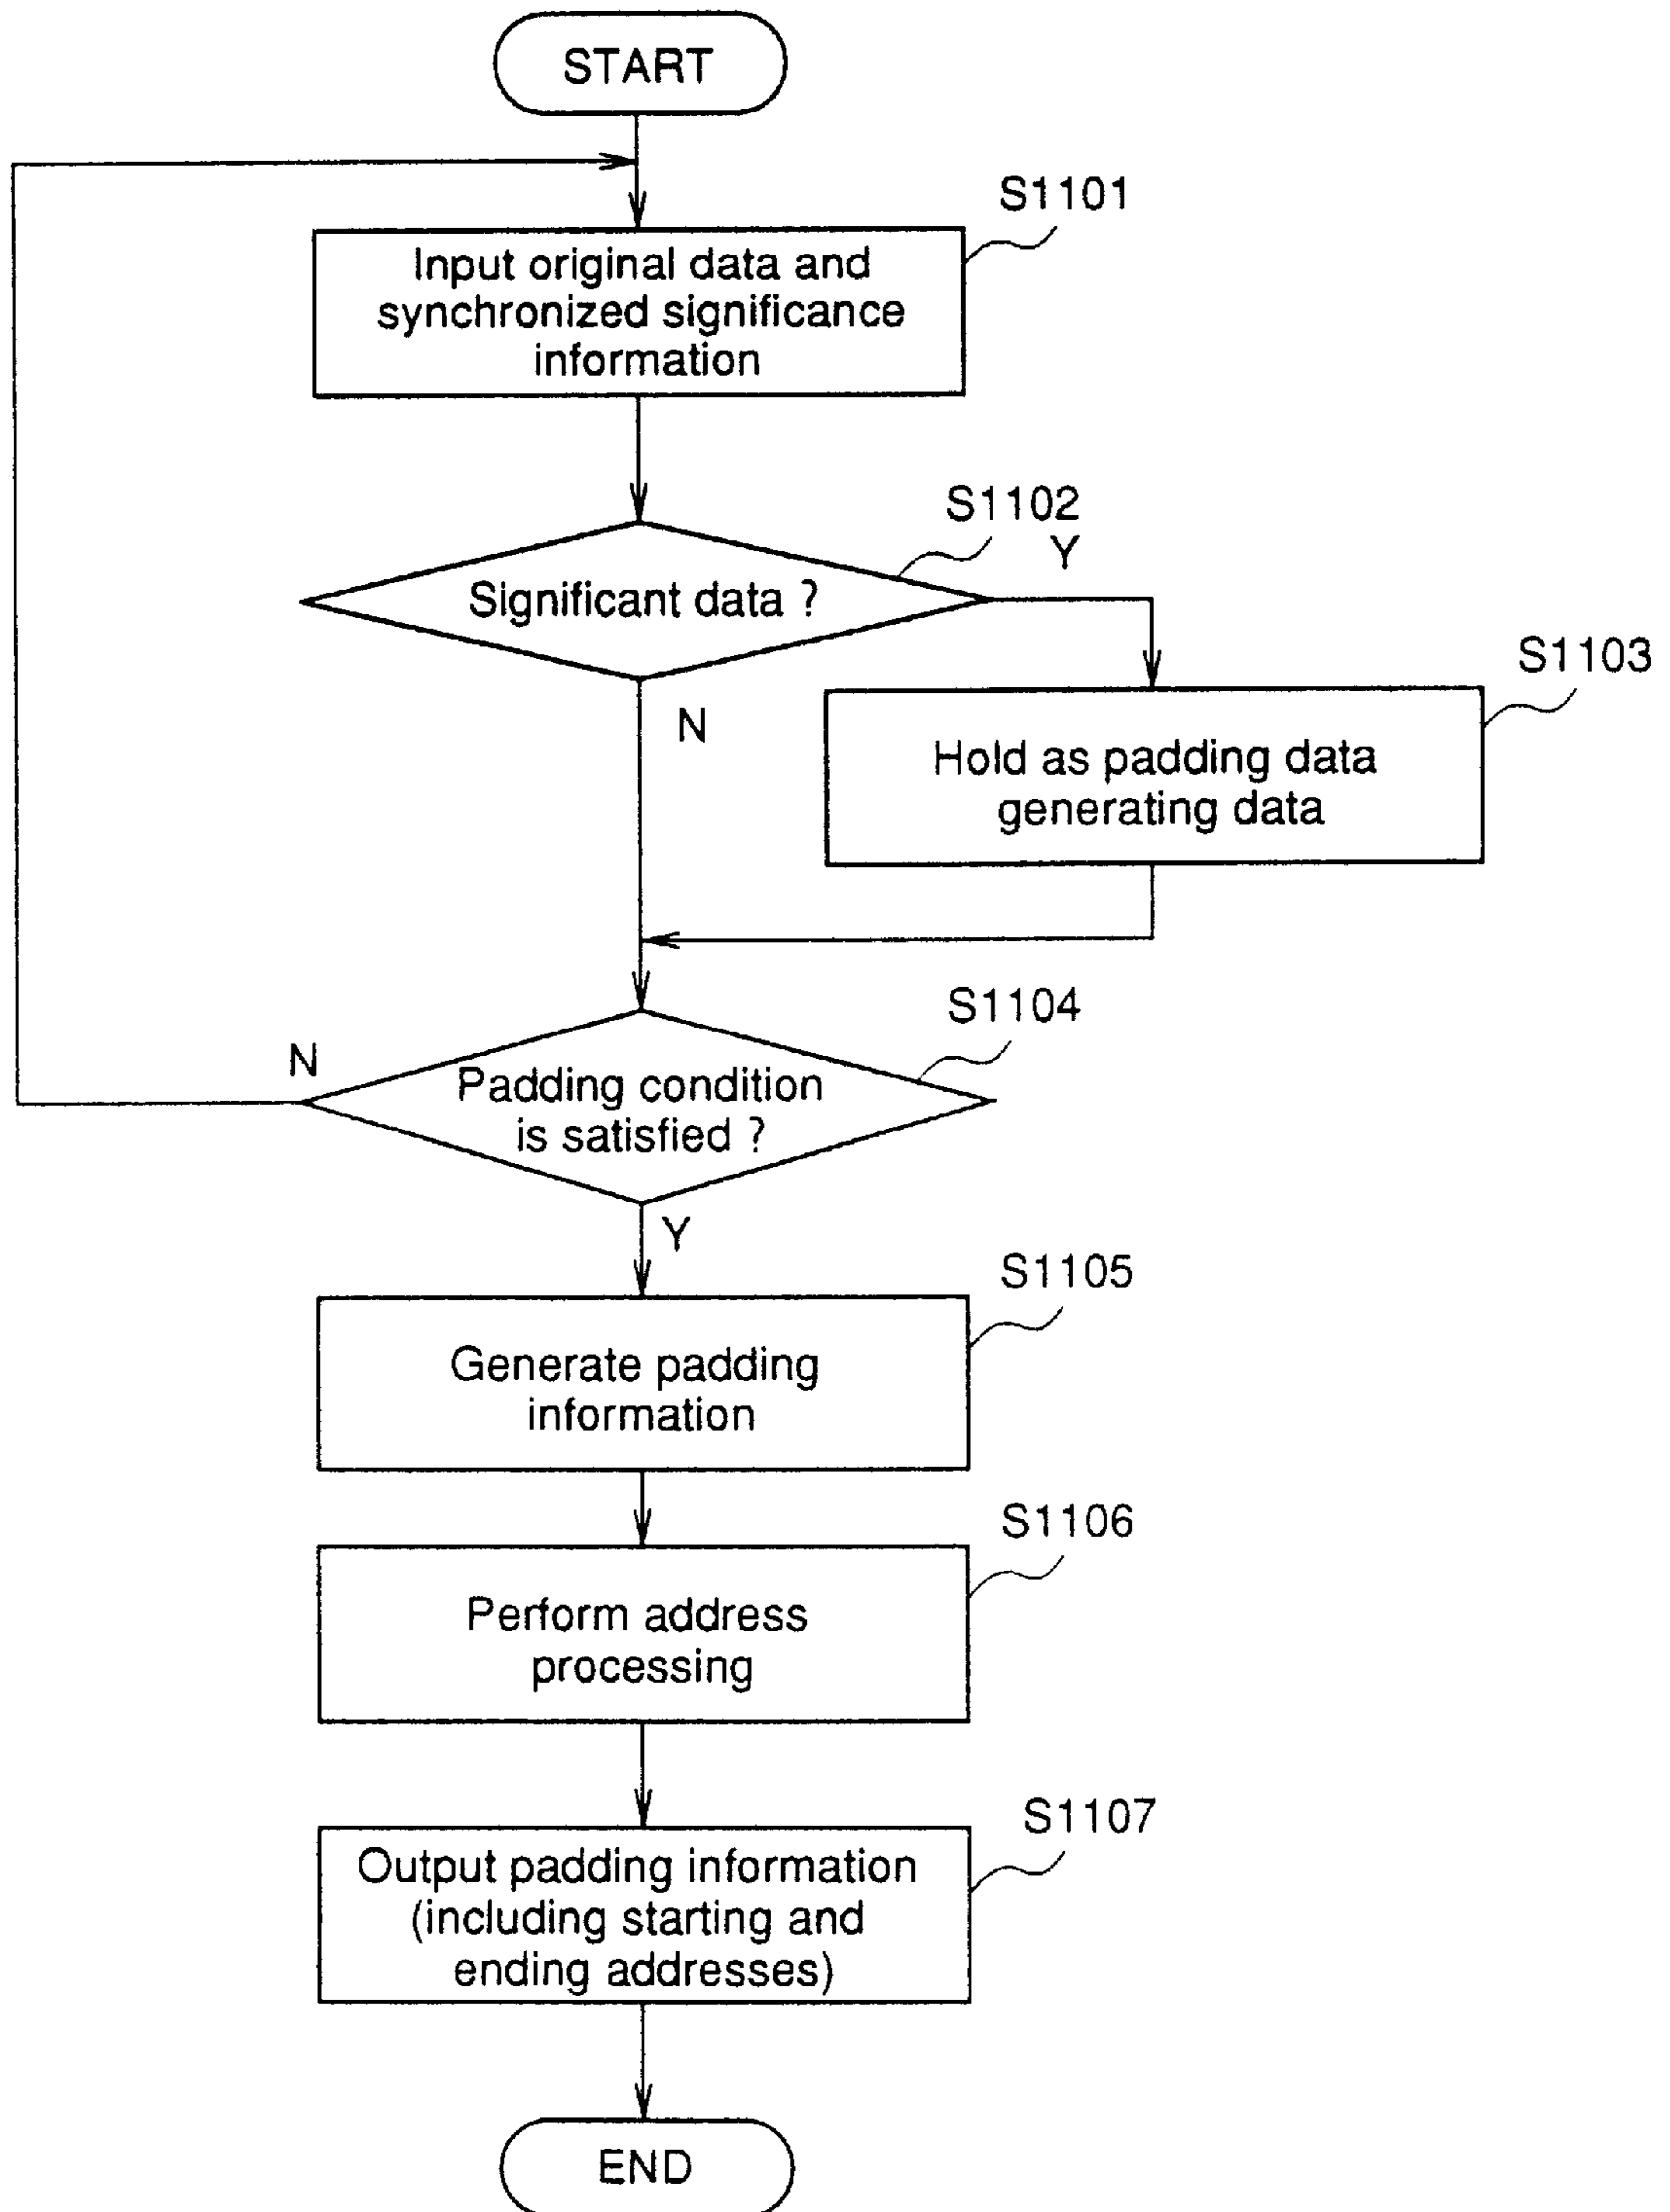 START
S1101
Input original data and
synchronized significance
information
S1102
Y
Significant data ?
S1103
N
Hold as padding data
generating data
S1104
N
Padding condition
is satisfied ?
Y
S1105
Generate padding
information
S1106
Perform address
processing
S1107
Output padding information
(including starting and
ending addresses)
END